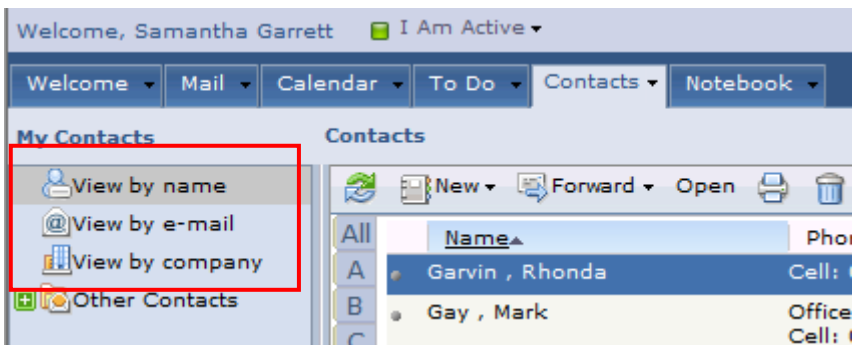 Welcome, Samantha Garrett I Am Active
Welcome Mail Calendar To Do Contacts Notebook
My Contacts Contacts
View by name
View by e-mail
View by company
Other Contacts
New Forward Open
All Name
A Garvin , Rhonda Cell:
B Gay , Mark Office
Cell:
C